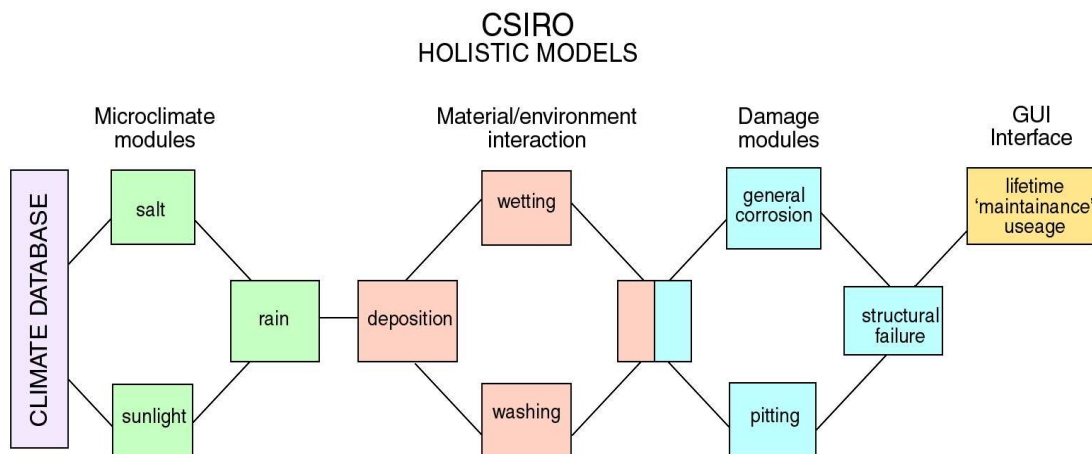 CSIRO
HOLISTIC MODELS
Microclimate
modules
Material/environment
interaction
Damage
modules
GUI
Interface
CLIMATE DATABASE
salt
sunlight
rain
deposition
wetting
washing
general
corrosion
pitting
structural
failure
lifetime
'maintainance'
useage